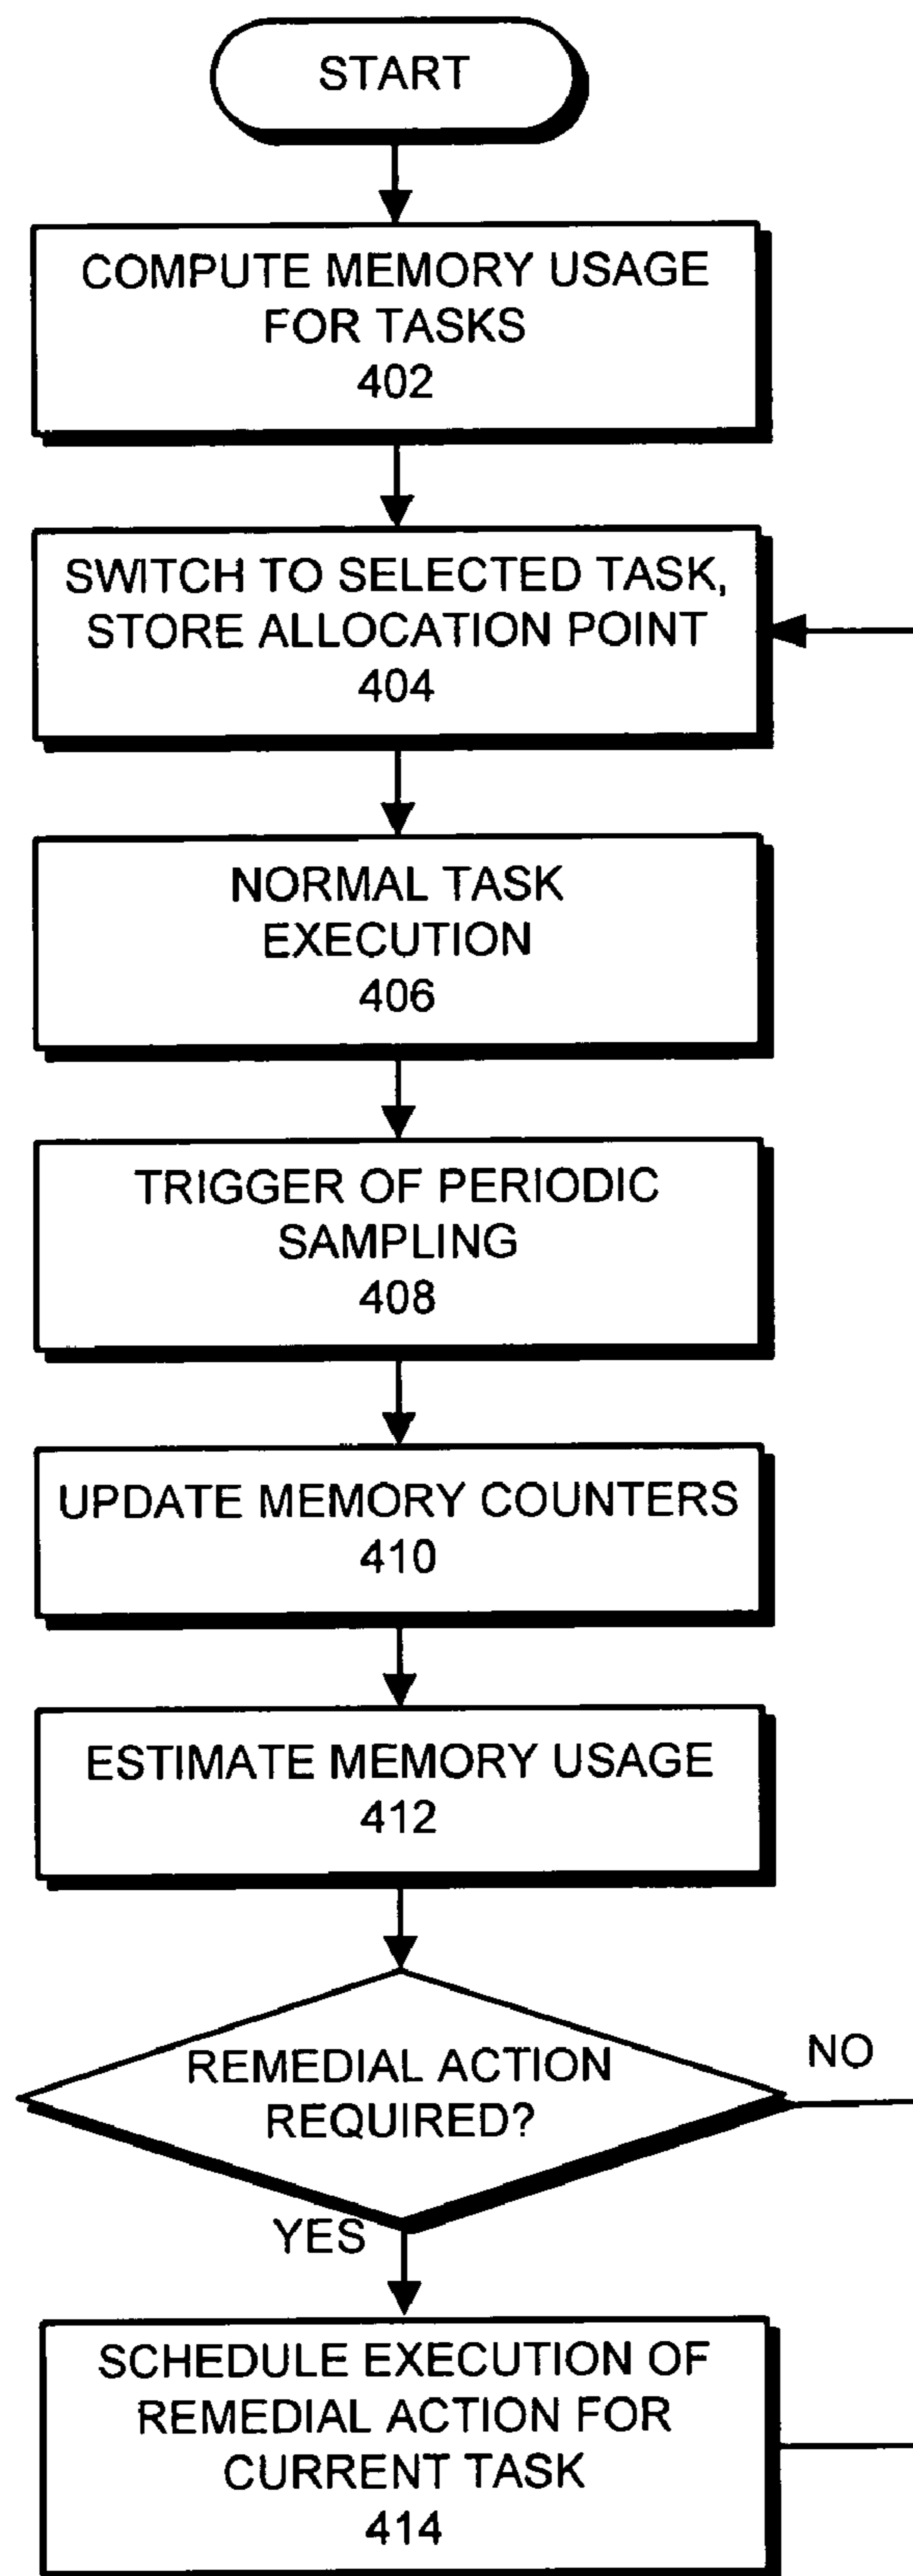 START
COMPUTE MEMORY USAGE
FOR TASKS
402
SWITCH TO SELECTED TASK,
STORE ALLOCATION POINT
404
NORMAL TASK
EXECUTION
406
TRIGGER OF PERIODIC
SAMPLING
408
UPDATE MEMORY COUNTERS
410
ESTIMATE MEMORY USAGE
412
REMEDIAL ACTION
REQUIRED?
NO
YES
SCHEDULE EXECUTION OF
REMEDIAL ACTION FOR
CURRENT TASK
414